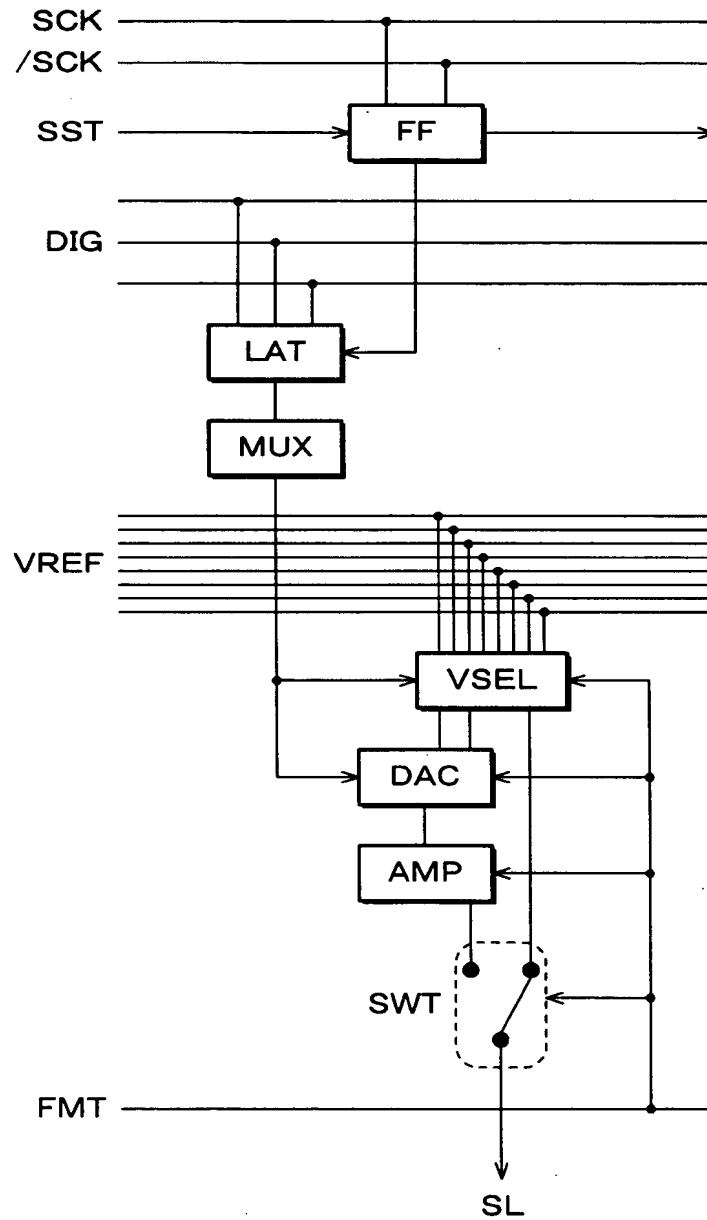 SCK
/SCK
SST
FF
DIG
LAT
MUX
VREF
VSEL
DAC
AMP
SWT
FMT
SL